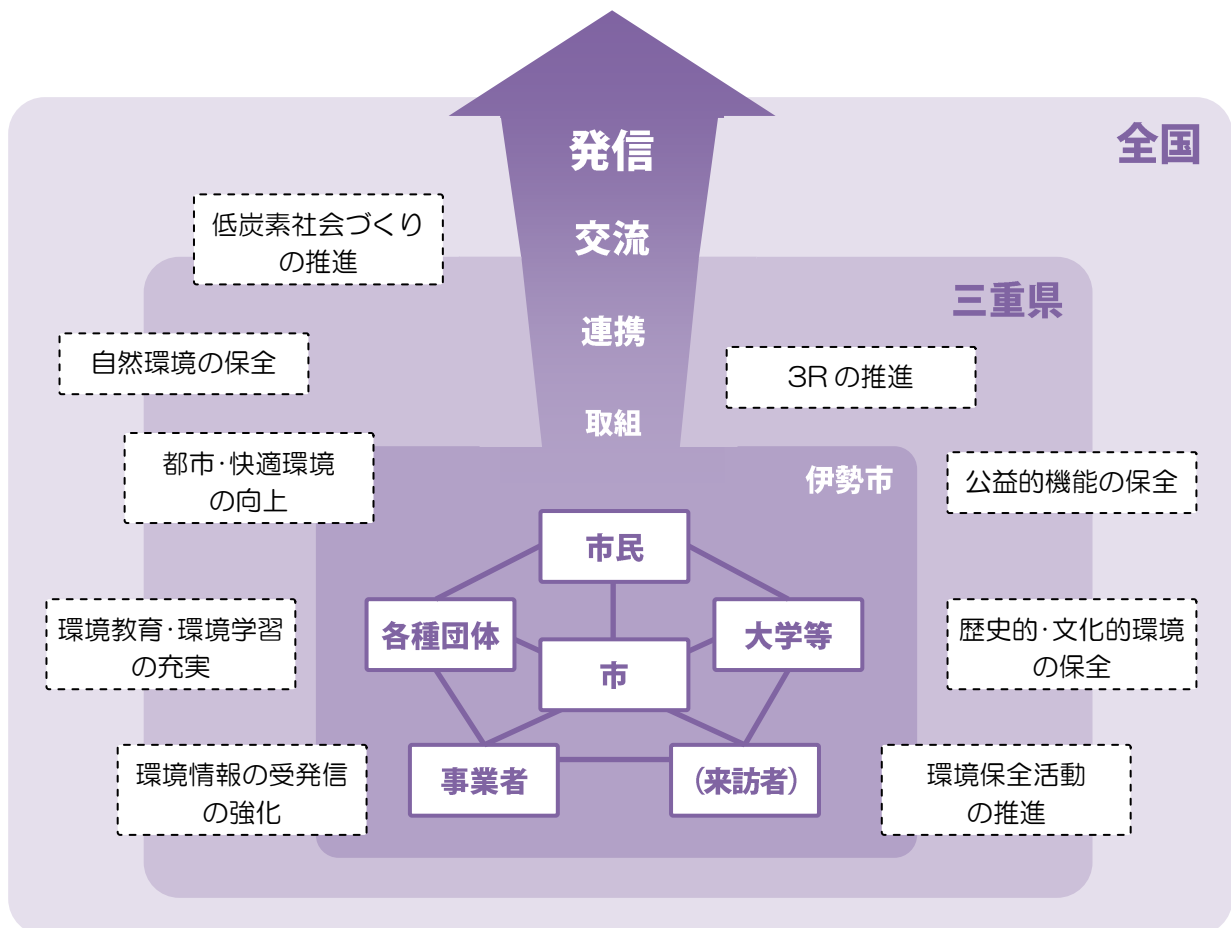 発信
全国
交流
低炭素社会づくり
の推進
三重県
連携
自然環境の保全
3Rの推進
取組
都市･快適環境
の向上
伊勢市
公益的機能の保全
市民
環境教育･環境学習
の充実
各種団体
大学等
歴史的･文化的環境
の保全
市
環境情報の受発信
の強化
事業者
(来訪者)
環境保全活動
の推進